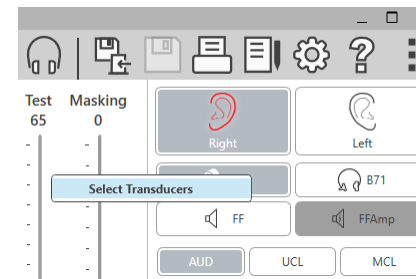 Test Masking
65 0
Right Left
Select Transducers
B71
FF FFAmp
AUD UCL MCL